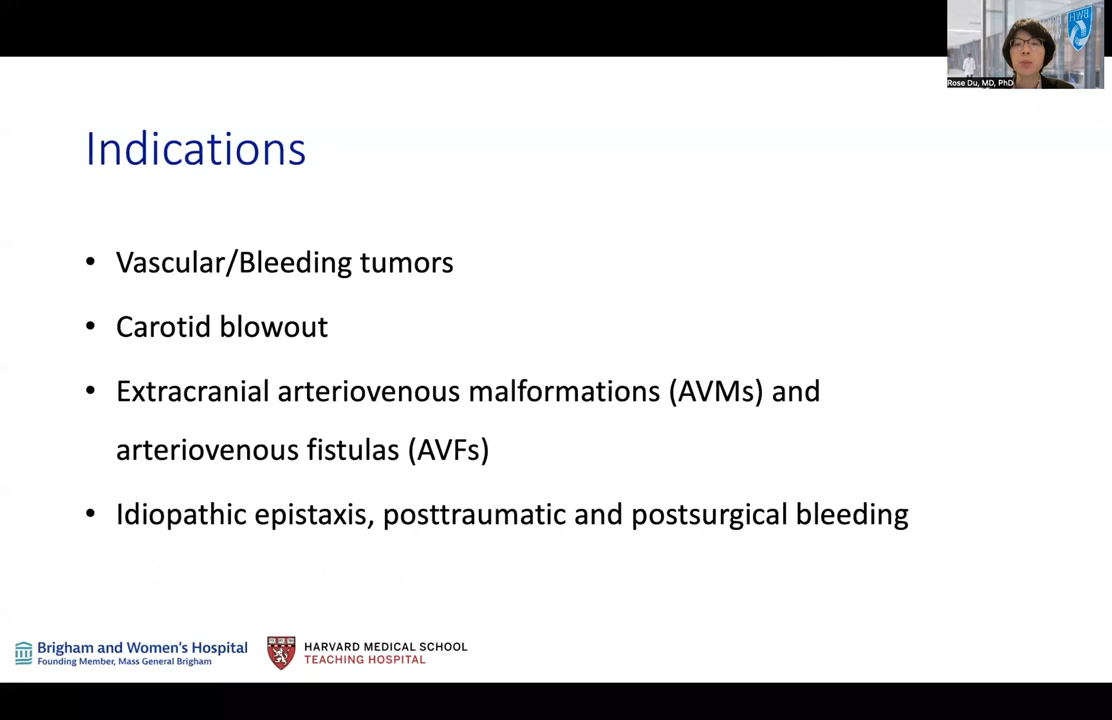 BWH
Rose Du, MD, PhD
Indications
• Vascular/Bleeding tumors
• Carotid blowout
• Extracranial arteriovenous malformations (AVMs) and
arteriovenous fistulas (AVFs)
• Idiopathic epistaxis, posttraumatic and postsurgical bleeding
Brigham and Women's Hospital
Founding Member, Mass General Brigham
HARVARD MEDICAL SCHOOL
TEACHING HOSPITAL